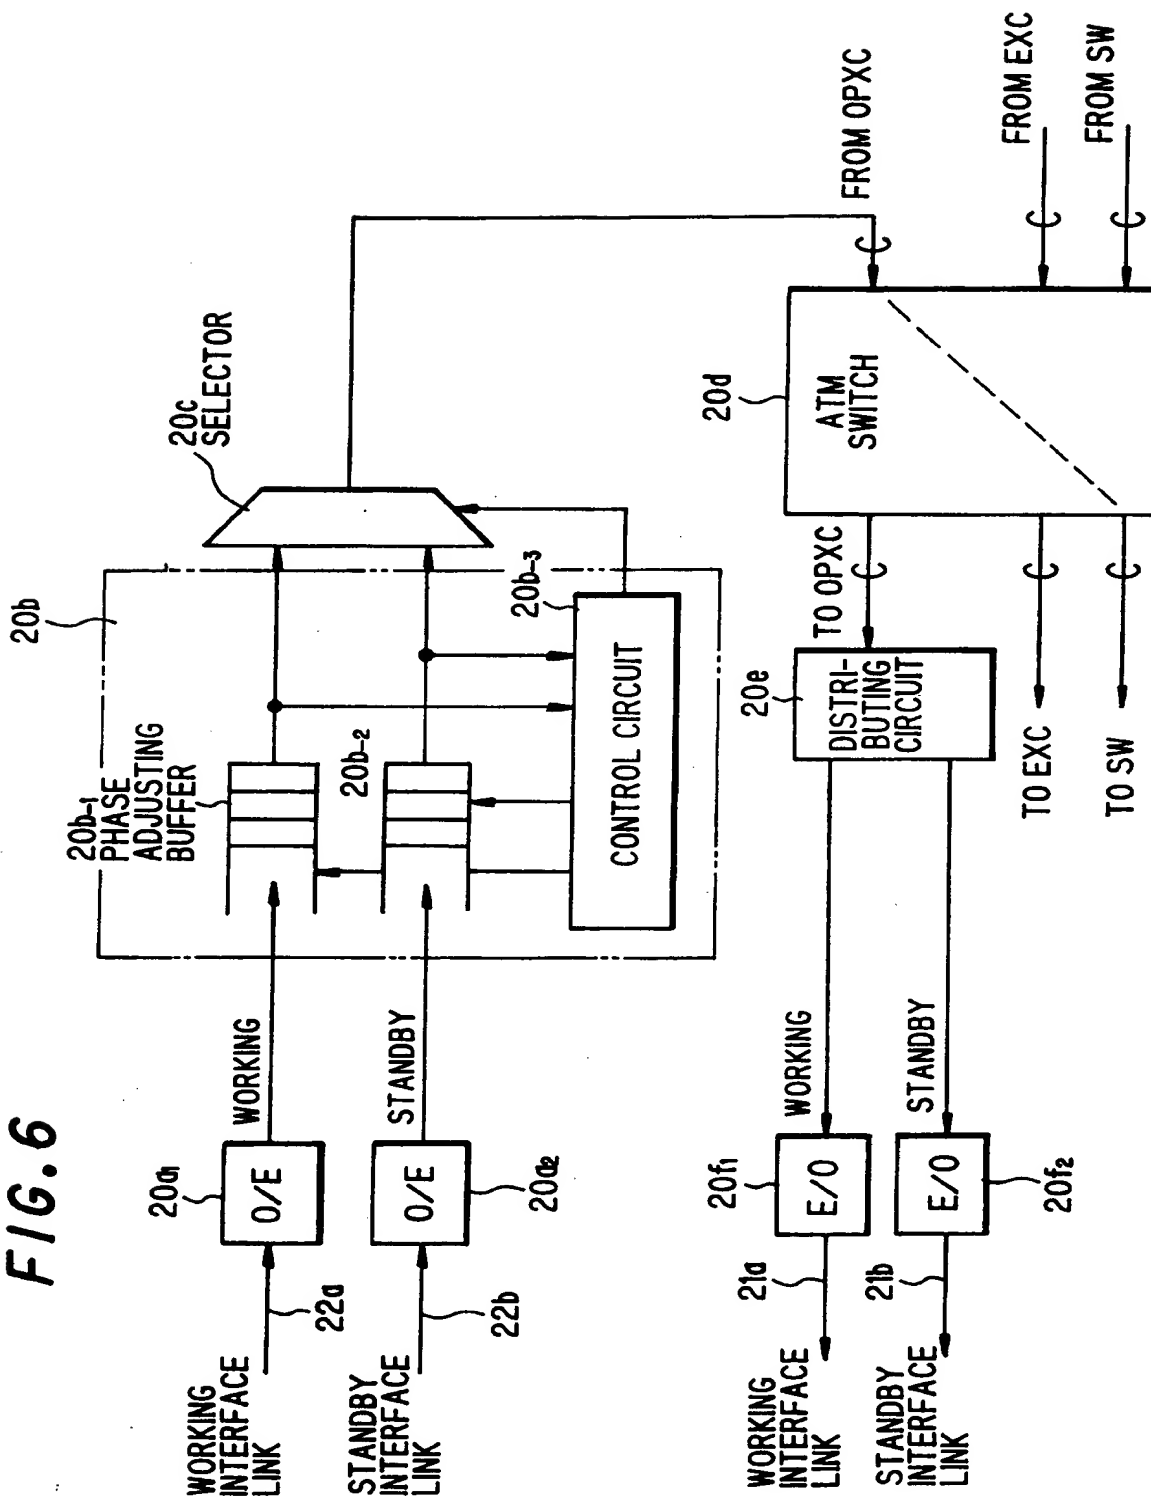 FIG. 6
WORKING
INTERFACE
LINK
22a
20a1
O/E
WORKING
STANDBY
INTERFACE
LINK
22b
20a2
O/E
STANDBY
20b
20b-1
PHASE
ADJUSTING
BUFFER
20b-2
20b-3
CONTROL CIRCUIT
20c
SELECTOR
FROM OPXC
FROM EXC
FROM SW
20d
ATM
SWITCH
TO OPXC
TO EXC
TO SW
20e
DISTRI-
BUTING
CIRCUIT
WORKING
STANDBY
20f1
E/O
20f2
E/O
21a
21b
WORKING
INTERFACE
LINK
STANDBY
INTERFACE
LINK